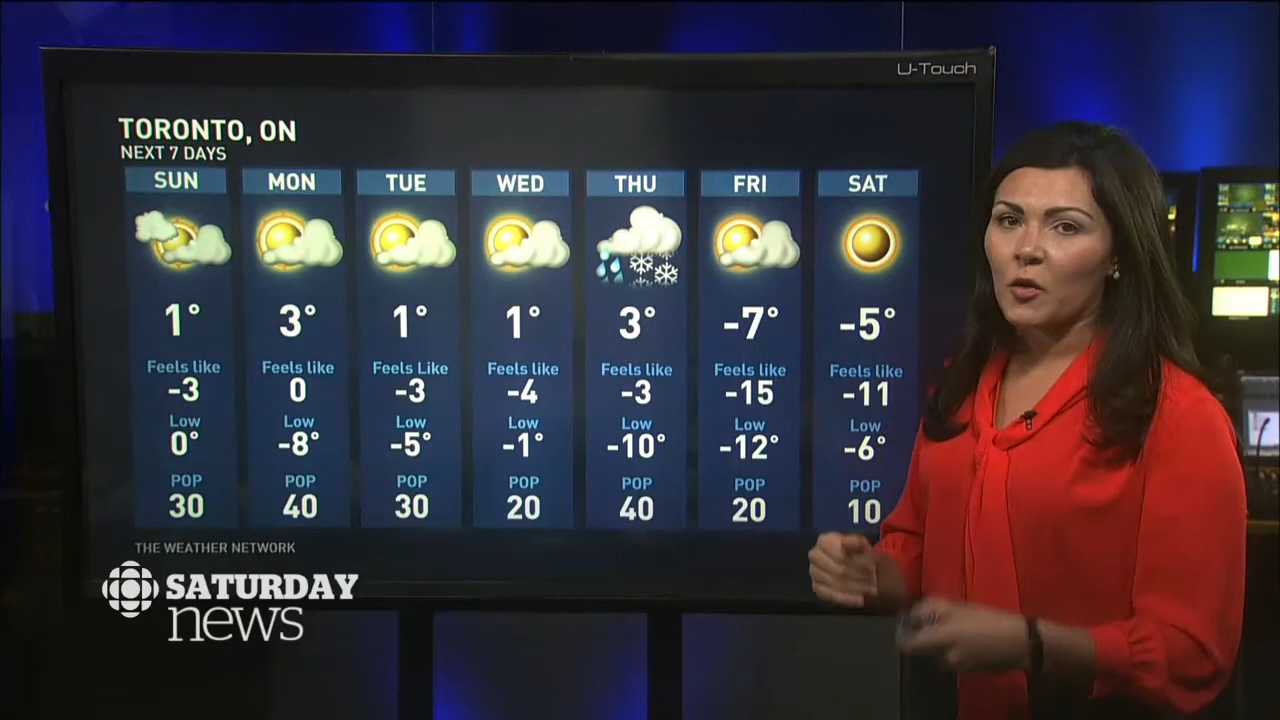 U-Touch
TORONTO, ON
NEXT 7 DAYS
SUN MON TUE WED THU FRI SAT
1° 3° 1° 1° 3° -7° -5°
Feels like Feels like Feels Like Feels like Feels like Feels like Feels like
-3 0 -3 -4 -3 -15 -11
Low Low Low Low Low Low Low
0° -8° -5° -1° -10° -12° -6°
POP POP POP POP POP POP POP
30 40 30 20 40 20 10
THE WEATHER NETWORK
SATURDAY
news